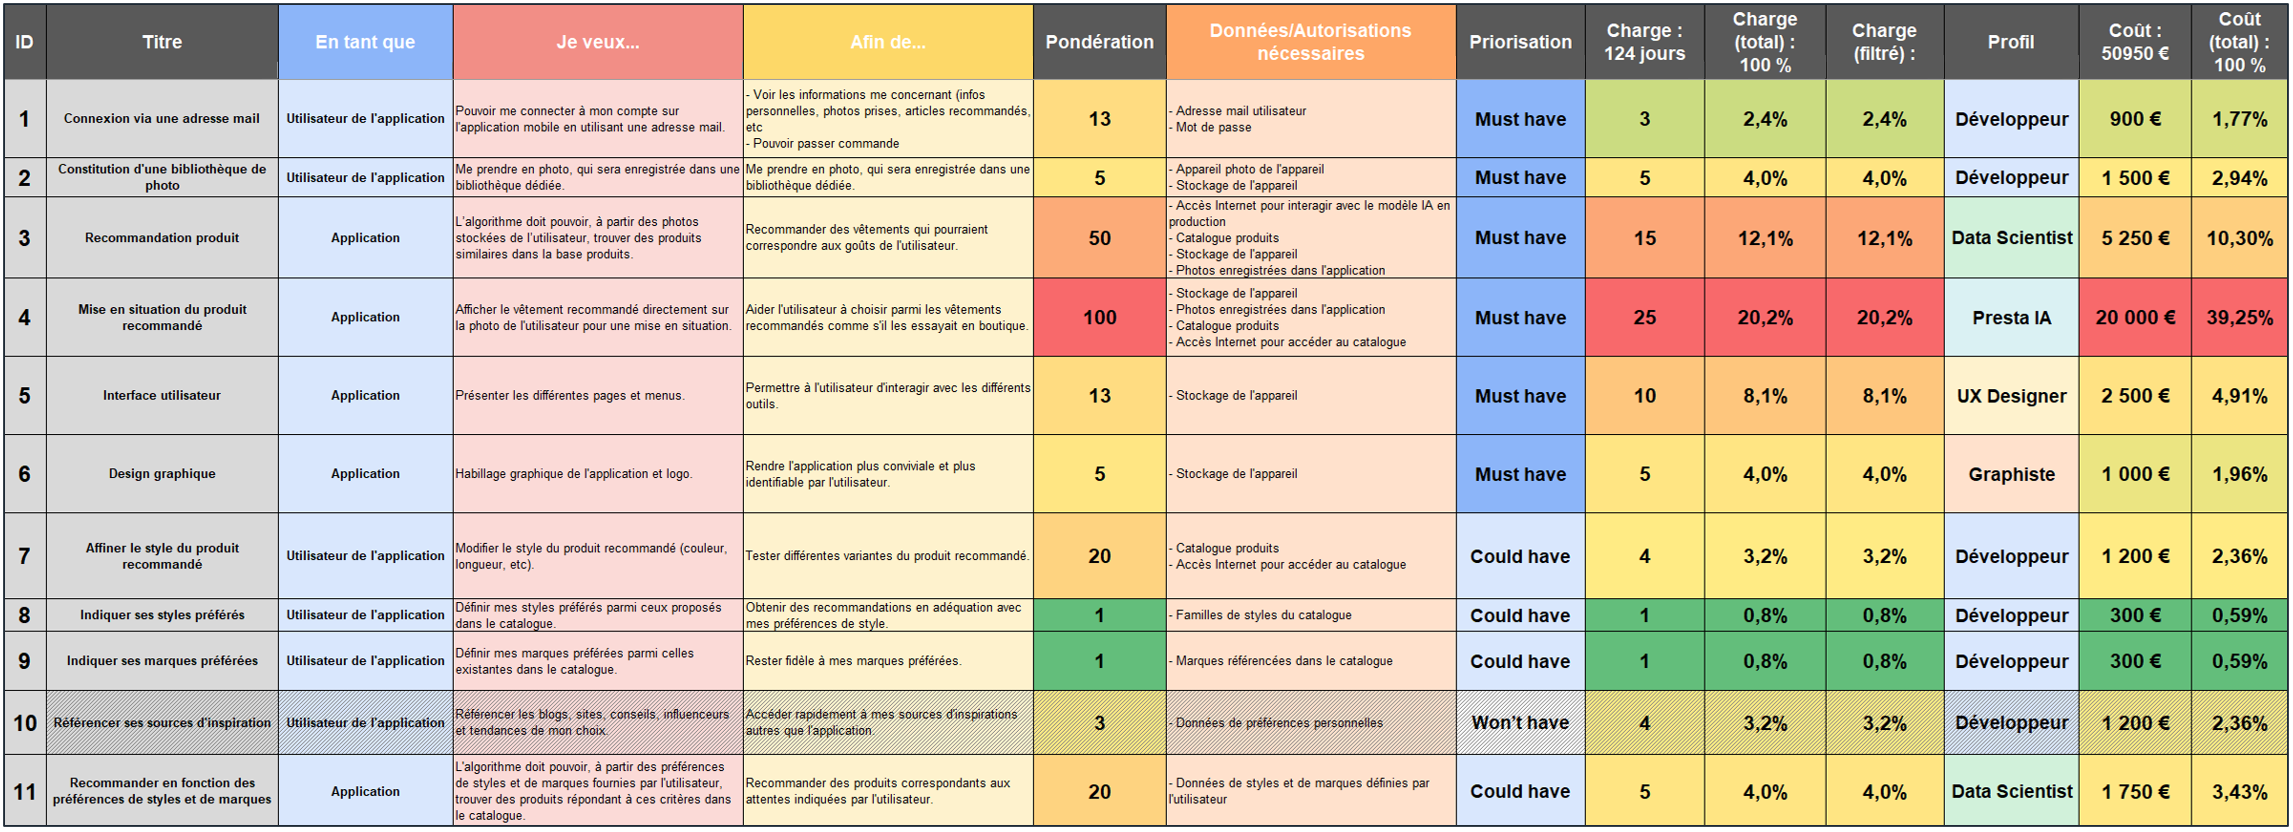 ID
Titre
En tant que
Je veux...
Afin de...
Pondération
Données/Autorisations
nécessaires
Priorisation
Charge :
124 jours
Charge
(total) :
100 %
Charge
(filtré) :
Profil
Coût :
50950 €
Coût
(total) :
100 %
1
Connexion via une adresse mail
Utilisateur de l'application
Pouvoir me connecter à mon compte sur
l'application mobile en utilisant une adresse mail.
- Voir les informations me concernant (infos
personnelles, photos prises, articles recommandés,
etc
- Pouvoir passer commande
13
- Adresse mail utilisateur
- Mot de passe
Must have
3
2,4%
2,4%
Développeur
900 €
1,77%
2
Constitution d'une bibliothèque de
photo
Utilisateur de l'application
Me prendre en photo, qui sera enregistrée dans une
bibliothèque dédiée.
Me prendre en photo, qui sera enregistrée dans une
bibliothèque dédiée.
5
- Appareil photo de l'appareil
- Stockage de l'appareil
Must have
5
4,0%
4,0%
Développeur
1 500 €
2,94%
3
Recommandation produit
Application
L'algorithme doit pouvoir, à partir des photos
stockées de l'utilisateur, trouver des produits
similaires dans la base produits.
Recommander des vêtements qui pourraient
correspondre aux goûts de l'utilisateur.
50
- Accès Internet pour interagir avec le modèle IA en
production
- Catalogue produits
- Stockage de l'appareil
- Photos enregistrées dans l'application
Must have
15
12,1%
12,1%
Data Scientist
5 250 €
10,30%
4
Mise en situation du produit
recommandé
Application
Afficher le vêtement recommandé directement sur
la photo de l'utilisateur pour une mise en situation.
Aider l'utilisateur à choisir parmi les vêtements
recommandés comme s'il les essayait en boutique.
100
- Stockage de l'appareil
- Photos enregistrées dans l'application
- Catalogue produits
- Accès Internet pour accéder au catalogue
Must have
25
20,2%
20,2%
Presta IA
20 000 €
39,25%
5
Interface utilisateur
Application
Présenter les différentes pages et menus.
Permettre à l'utilisateur d'interagir avec les différents
outils.
13
- Stockage de l'appareil
Must have
10
8,1%
8,1%
UX Designer
2 500 €
4,91%
6
Design graphique
Application
Habillage graphique de l'application et logo.
Rendre l'application plus conviviale et plus
identifiable par l'utilisateur.
5
- Stockage de l'appareil
Must have
5
4,0%
4,0%
Graphiste
1 000 €
1,96%
7
Affiner le style du produit
recommandé
Utilisateur de l'application
Modifier le style du produit recommandé (couleur,
longueur, etc).
Tester différentes variantes du produit recommandé.
20
- Catalogue produits
- Accès Internet pour accéder au catalogue
Could have
4
3,2%
3,2%
Développeur
1 200 €
2,36%
8
Indiquer ses styles préférés
Utilisateur de l'application
Définir mes styles préférés parmi ceux proposés
dans le catalogue.
Obtenir des recommandations en adéquation avec
mes préférences de style.
1
- Familles de styles du catalogue
Could have
1
0,8%
0,8%
Développeur
300 €
0,59%
9
Indiquer ses marques préférées
Utilisateur de l'application
Définir mes marques préférées parmi celles
existantes dans le catalogue.
Rester fidèle à mes marques préférées.
1
- Marques référencées dans le catalogue
Could have
1
0,8%
0,8%
Développeur
300 €
0,59%
10
Référencer ses sources d'inspiration
Utilisateur de l'application
Référencer les blogs, sites, conseils, influenceurs
et tendances de mon choix.
Accéder rapidement à mes sources d'inspirations
autres que l'application.
3
- Données de préférences personnelles
Won't have
4
3,2%
3,2%
Développeur
1 200 €
2,36%
11
Recommander en fonction des
préférences de styles et de marques
Application
L'algorithme doit pouvoir, à partir des préférences
de styles et de marques fournies par l'utilisateur,
trouver des produits répondant à ces critères dans
le catalogue.
Recommander des produits correspondants aux
attentes indiquées par l'utilisateur.
20
- Données de styles et de marques définies par
l'utilisateur
Could have
5
4,0%
4,0%
Data Scientist
1 750 €
3,43%